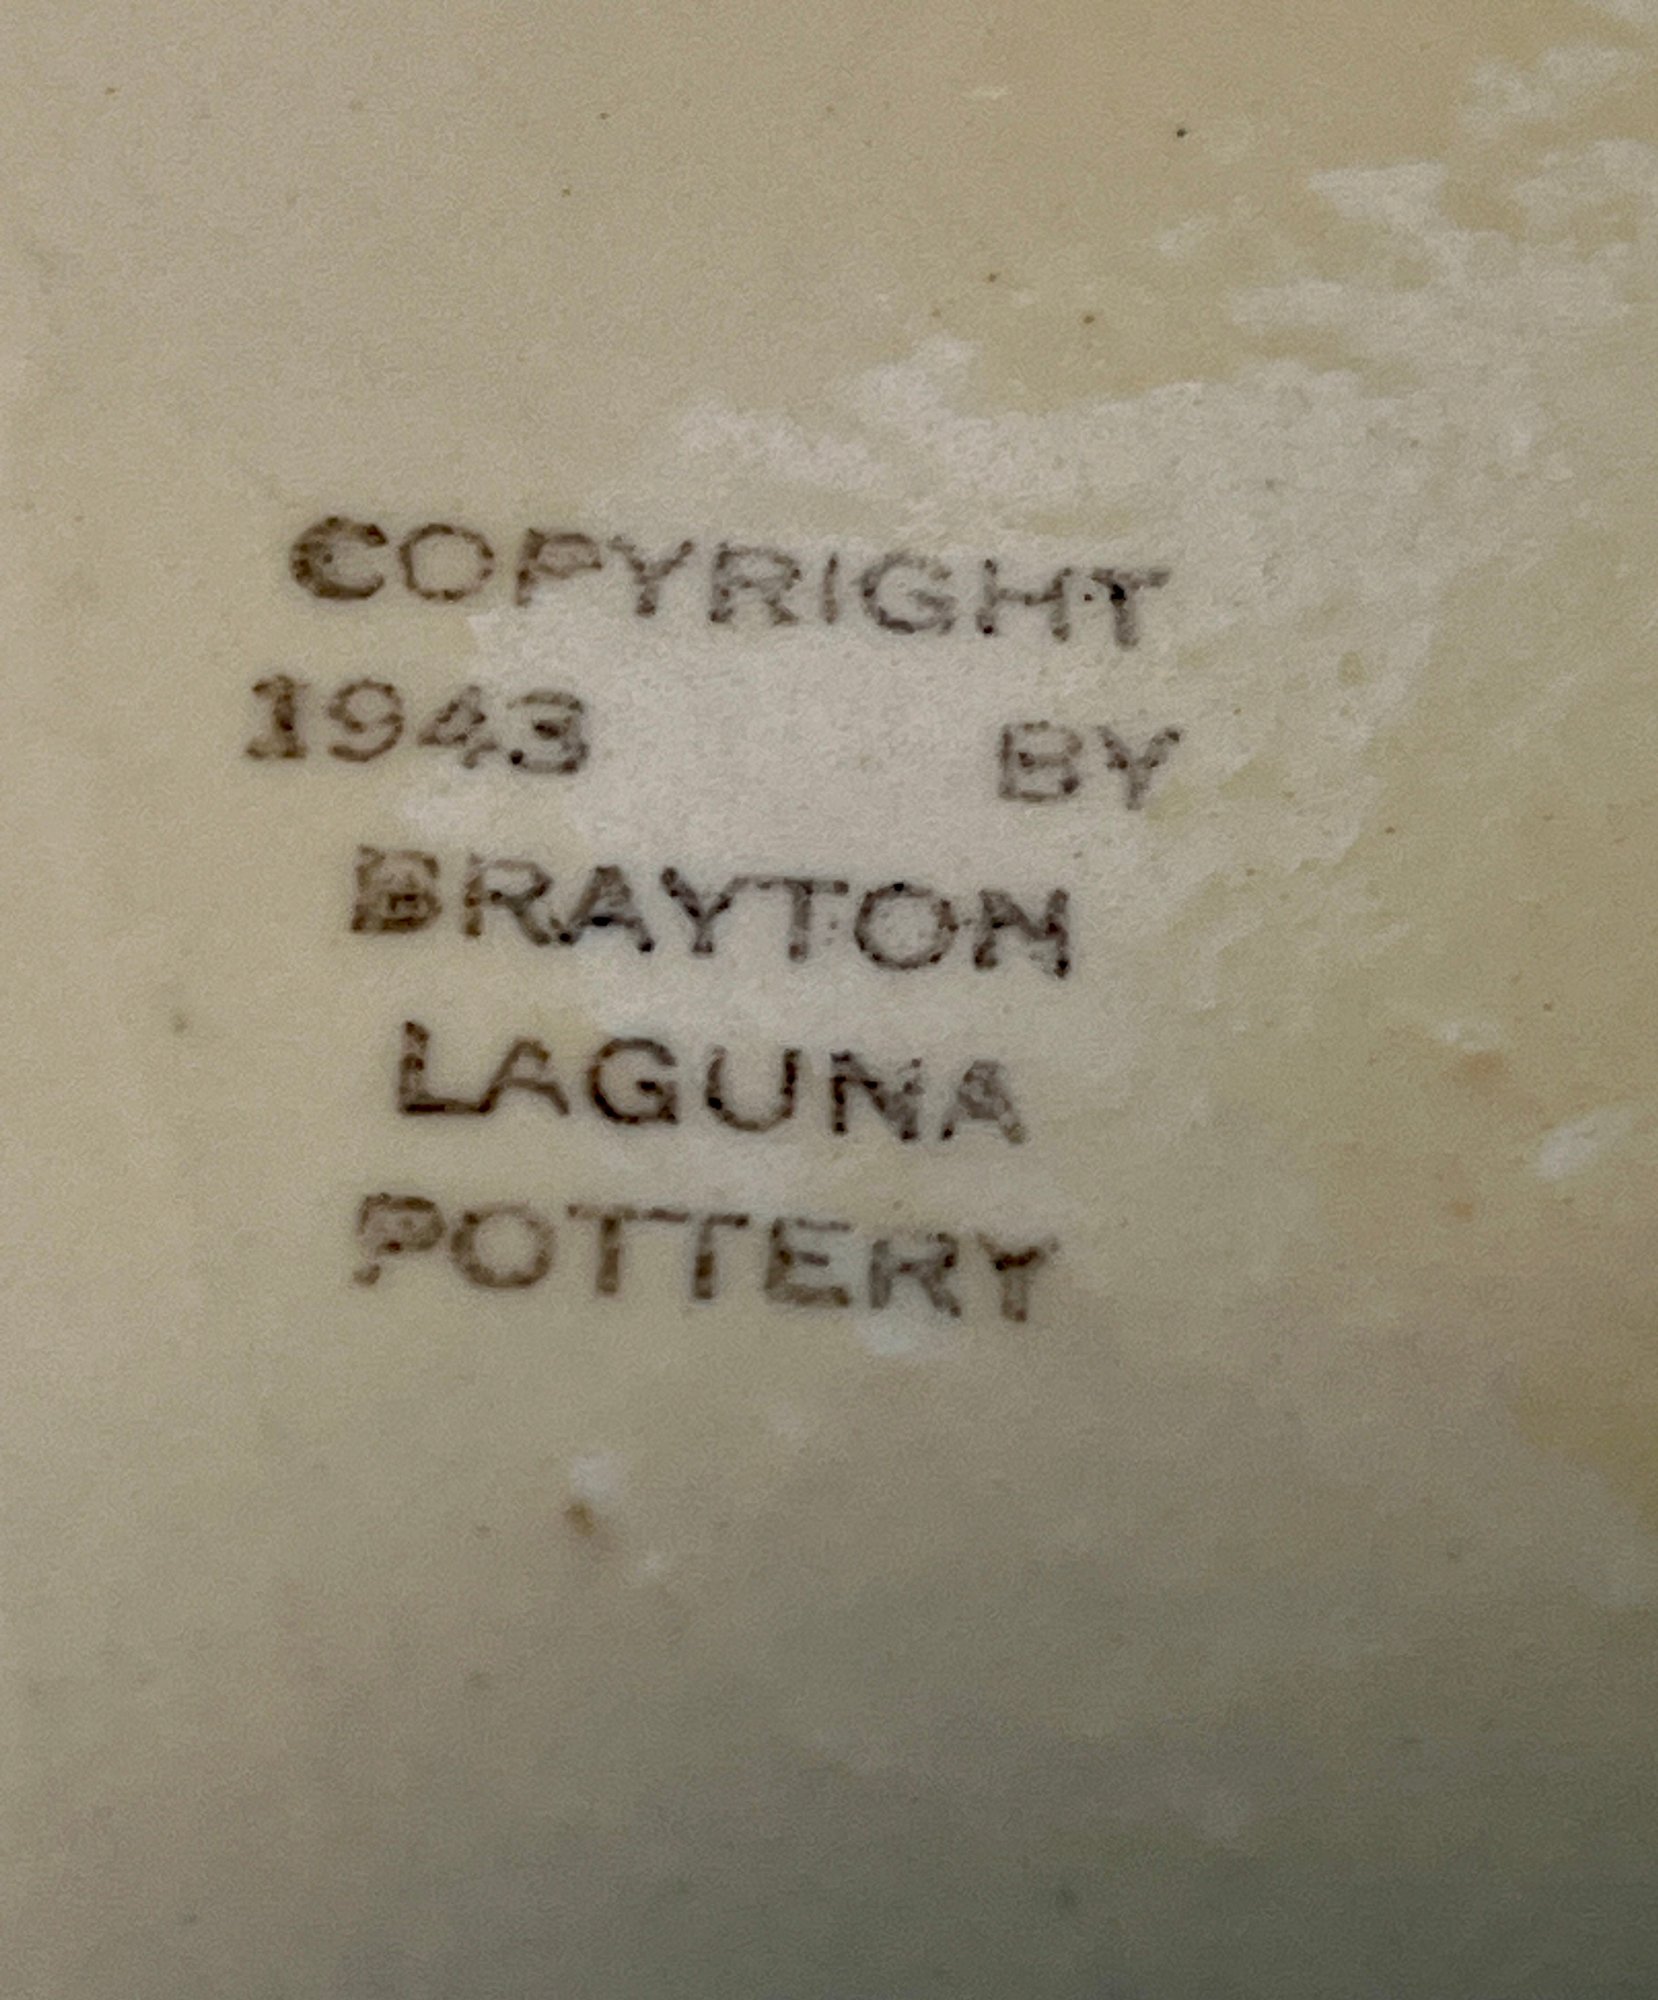 COPYRIGHT
1943 BY
BRAYTON
LAGUNA
POTTERY